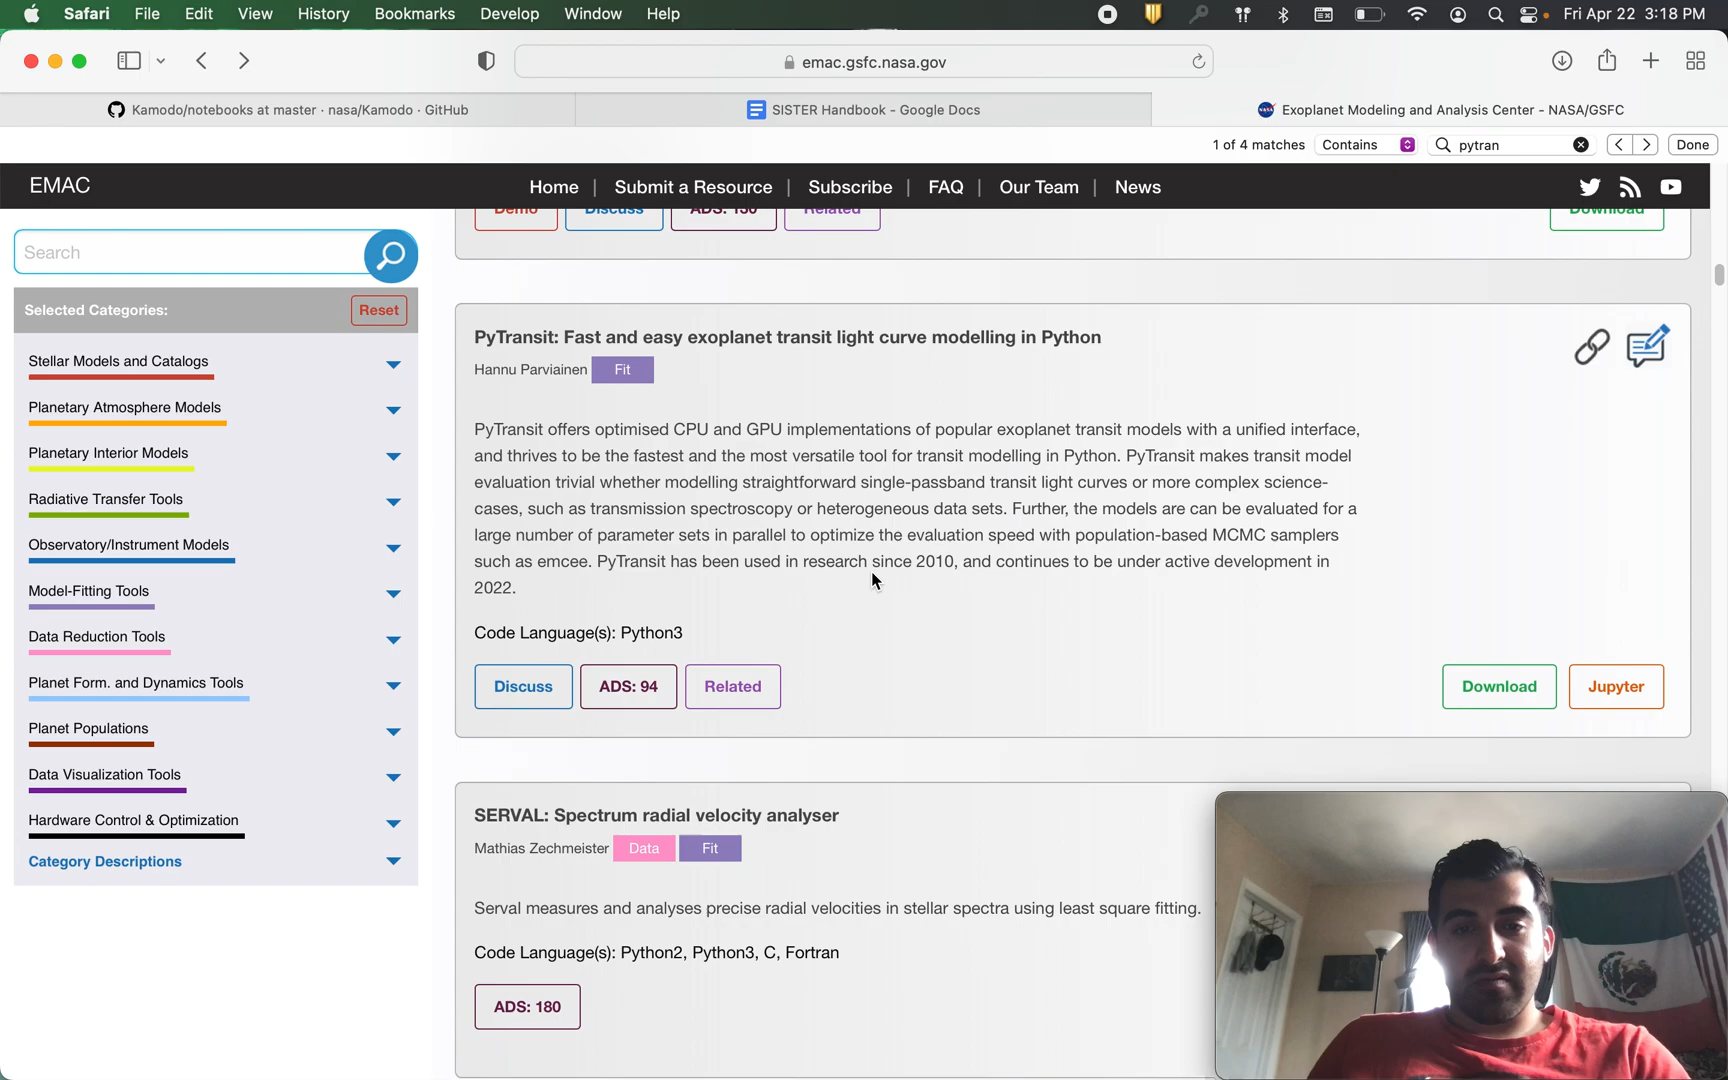 Safari File Edit View History Bookmarks Develop Window Help Fri Apr 22 3:18 PM
emac.gsfc.nasa.gov
Kamodo/notebooks at master · nasa/Kamodo · GitHub
SISTER Handbook - Google Docs
Exoplanet Modeling and Analysis Center - NASA/GSFC
1 of 4 matches Contains pytran Done
EMAC
Home | Submit a Resource | Subscribe | FAQ | Our Team | News
Search
Selected Categories: Reset
Stellar Models and Catalogs
Planetary Atmosphere Models
Planetary Interior Models
Radiative Transfer Tools
Observatory/Instrument Models
Model-Fitting Tools
Data Reduction Tools
Planet Form. and Dynamics Tools
Planet Populations
Data Visualization Tools
Hardware Control & Optimization
Category Descriptions
Demo Discuss ADS: 130 Related Download
PyTransit: Fast and easy exoplanet transit light curve modelling in Python
Hannu Parviainen Fit
PyTransit offers optimised CPU and GPU implementations of popular exoplanet transit models with a unified interface,
and thrives to be the fastest and the most versatile tool for transit modelling in Python. PyTransit makes transit model
evaluation trivial whether modelling straightforward single-passband transit light curves or more complex science-
cases, such as transmission spectroscopy or heterogeneous data sets. Further, the models are can be evaluated for a
large number of parameter sets in parallel to optimize the evaluation speed with population-based MCMC samplers
such as emcee. PyTransit has been used in research since 2010, and continues to be under active development in
2022.
Code Language(s): Python3
Discuss ADS: 94 Related Download Jupyter
SERVAL: Spectrum radial velocity analyser
Mathias Zechmeister Data Fit
Serval measures and analyses precise radial velocities in stellar spectra using least square fitting.
Code Language(s): Python2, Python3, C, Fortran
ADS: 180